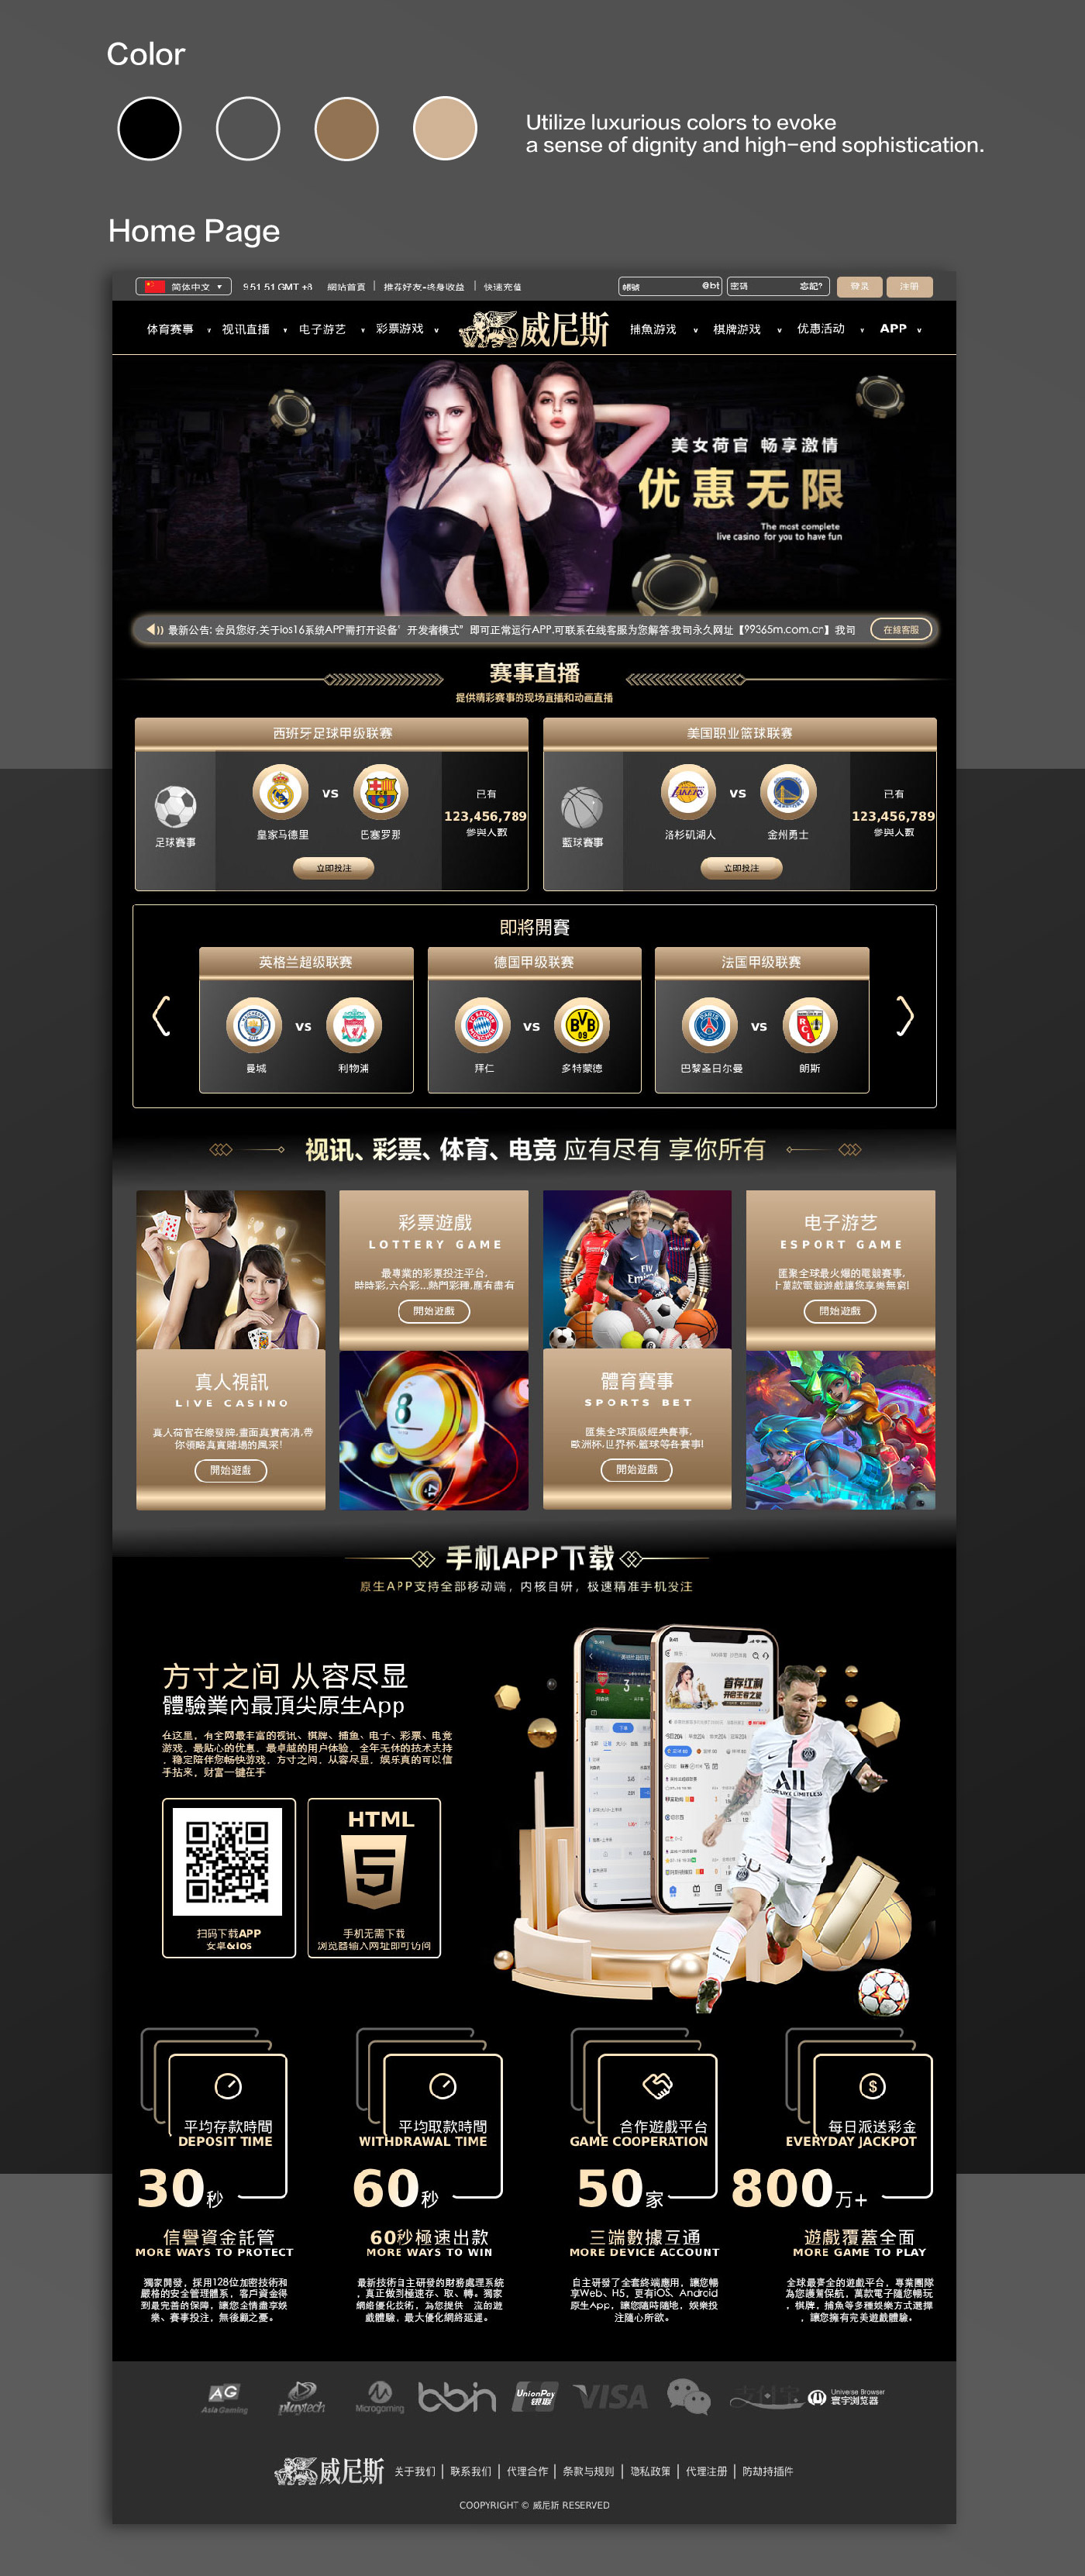 Color
Utilize luxurious colors to evoke
a sense of dignity and high-end sophistication.
Home Page
简体中文 9:51:51 GMT +8 網站首頁 推荐好友-终身收益 快速充值 帳號 @bt 密碼 忘記? 登录 注册
体育赛事 视讯直播 电子游艺 彩票游戏 威尼斯 捕魚游戏 棋牌游戏 优惠活动 APP
美女荷官 畅享激情
优惠无限
The most complete
live casino for you to have fun
最新公告: 会员您好,关于ios16系统APP需打开设备“开发者模式”即可正常运行APP,可联系在线客服为您解答,我司永久网址【99365m.com.cn】我司
在線客服
赛事直播
提供精彩赛事的现场直播和动画直播
西班牙足球甲级联赛
足球賽事
皇家马德里
VS
巴塞罗那
立即投注
已有
123,456,789
參與人數
美国职业篮球联赛
籃球賽事
洛杉矶湖人
VS
金州勇士
立即投注
已有
123,456,789
參與人數
即將開賽
英格兰超级联赛
VS
曼城 利物浦
德国甲级联赛
VS
拜仁 多特蒙德
法国甲级联赛
VS
巴黎圣日尔曼 朗斯
视讯、彩票、体育、电竞 应有尽有 享你所有
彩票遊戲
LOTTERY GAME
最專業的彩票投注平台,
時時彩,六合彩...熱門彩種,應有盡有
開始遊戲
电子游艺
ESPORT GAME
匯聚全球最火爆的電競賽事,
上萬款電競遊戲讓您享樂無窮!
開始遊戲
真人視訊
LIVE CASINO
真人荷官在線發牌,畫面真實高清,帶
你領略真實賭場的風采!
開始遊戲
體育賽事
SPORTS BET
匯集全球頂級經典賽事,
歐洲杯,世界杯,籃球等各賽事!
開始遊戲
手机APP下载
原生APP支持全部移动端，内核自研，极速精准手机投注
方寸之间 从容尽显
體驗業內最頂尖原生App
在这里，有全网最丰富的视讯、棋牌、捕鱼、电子、彩票、电竞
游戏，最贴心的优惠，最卓越的用户体验，全年无休的技术支持
，稳定陪伴您畅快游戏，方寸之间，从容尽显，娱乐真的可以信
手拈来，财富一键在手
扫码下载APP
安卓&ios
HTML
5
手机无需下载
浏览器输入网址即可访问
平均存款時間
DEPOSIT TIME
30秒
平均取款時間
WITHDRAWAL TIME
60秒
合作遊戲平台
GAME COOPERATION
50家
每日派送彩金
EVERYDAY JACKPOT
800万+
信譽資金託管
MORE WAYS TO PROTECT
獨家開發，採用128位加密技術和
嚴格的安全管理體系，客戶資金得
到最完善的保障，讓您全情盡享娛
樂、賽事投注，無後顧之憂。
60秒極速出款
MORE WAYS TO WIN
最新技術自主研發的財務處理系統
，真正做到極速存、取、轉。獨家
網絡優化技術，為您提供一流的遊
戲體驗，最大優化網絡延遲。
三端數據互通
MORE DEVICE ACCOUNT
自主研發了全套終端應用，讓您暢
享Web、H5，更有iOS、Android
原生App，讓您隨時隨地，娛樂投
注隨心所欲。
遊戲覆蓋全面
MORE GAME TO PLAY
全球最齊全的遊戲平台，專業團隊
為您護駕保航，萬款電子隨您暢玩
，棋牌，捕魚等多種娛樂方式選擇
，讓您擁有完美遊戲體驗。
AG
Asia Gaming
playtech
Microgaming
bbin
UnionPay
银联
VISA
支付宝
Universe Browser
寰宇浏览器
威尼斯 关于我们 联系我们 代理合作 条款与规则 隐私政策 代理注册 防劫持插件
COOPYRIGHT © 威尼斯 RESERVED